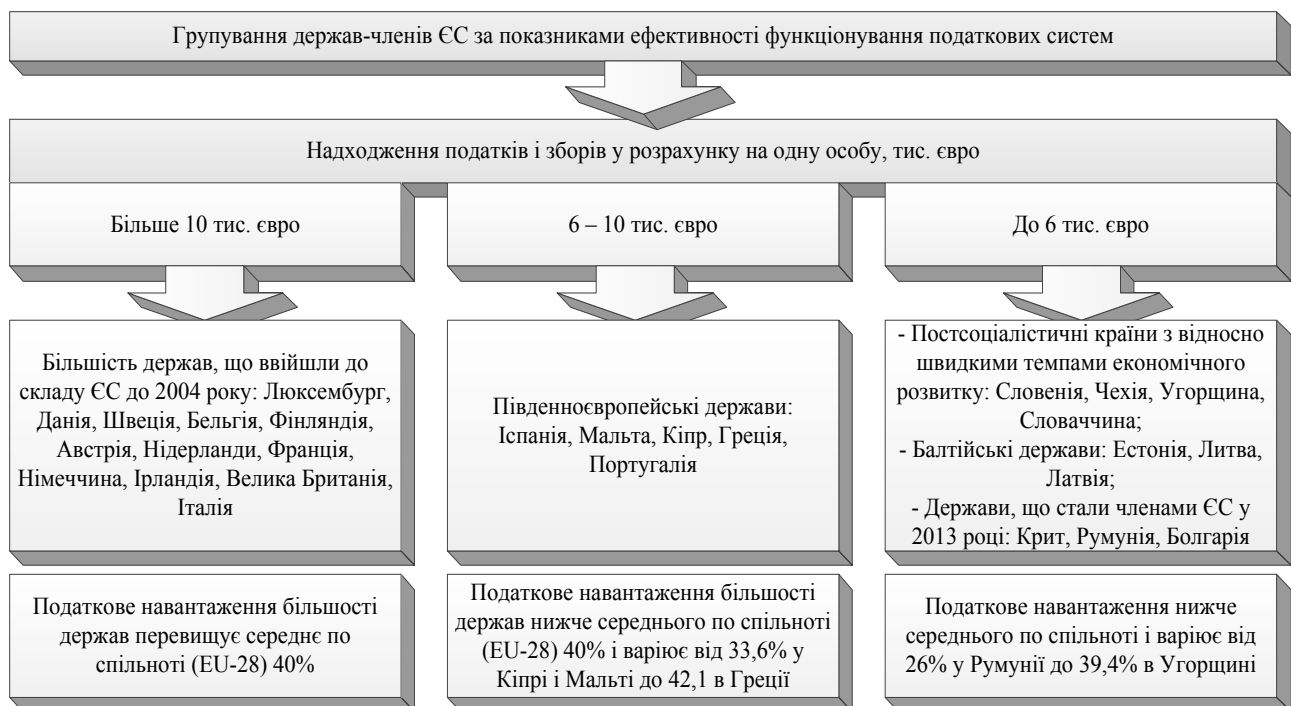 Групування держав-членів ЄС за показниками ефективності функціонування податкових систем
Надходження податків і зборів у розрахунку на одну особу, тис. євро
Більше 10 тис. євро
6 – 10 тис. євро
До 6 тис. євро
Більшість держав, що ввійшли до
складу ЄС до 2004 року: Люксембург,
Данія, Швеція, Бельгія, Фінляндія,
Австрія, Нідерланди, Франція,
Німеччина, Ірландія, Велика Британія,
Італія
Південноєвропейські держави:
Іспанія, Мальта, Кіпр, Греція,
Португалія
- Постсоціалістичні країни з відносно
швидкими темпами економічного
розвитку: Словенія, Чехія, Угорщина,
Словаччина;
- Балтійські держави: Естонія, Литва,
Латвія;
- Держави, що стали членами ЄС у
2013 році: Крит, Румунія, Болгарія
Податкове навантаження більшості
держав перевищує середнє по
спільноті (EU-28) 40%
Податкове навантаження більшості
держав нижче середнього по спільноті
(EU-28) 40% і варіює від 33,6% у
Кіпрі і Мальті до 42,1 в Греції
Податкове навантаження нижче
середнього по спільноті і варіює від
26% у Румунії до 39,4% в Угорщині